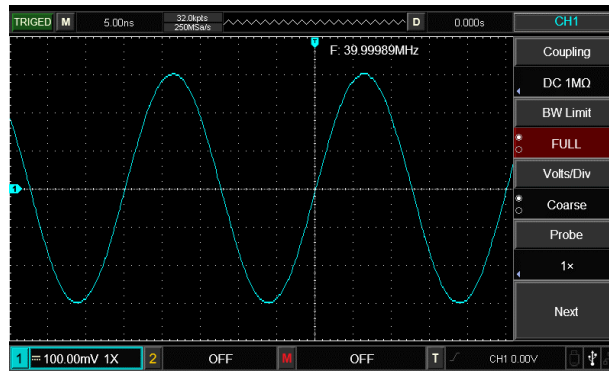 TRIGED M 5.00ns 32.0kpts 250MSa/s D 0.000s CH1
T
F: 39.99989MHz
Coupling
DC 1MΩ
BW Limit
FULL
Volts/Div
1
Coarse
Probe
1×
Next
1 100.00mV 1X 2 OFF M OFF T CH1 0.00V